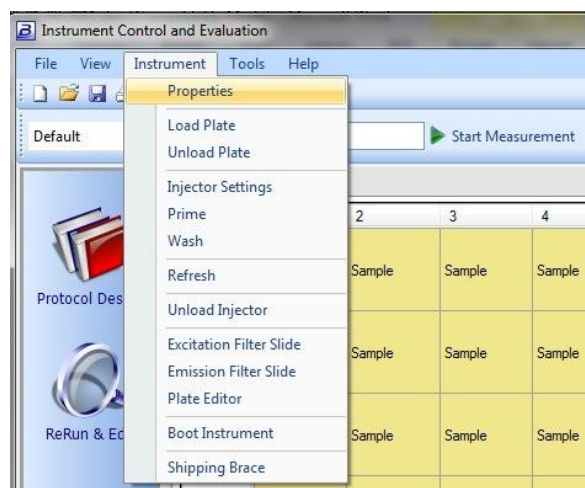 Instrument Control and Evaluation
File View Instrument Tools Help
Default
Start Measurement
Properties
Load Plate
Unload Plate
Injector Settings
Prime
Wash
Refresh
Unload Injector
Excitation Filter Slide
Emission Filter Slide
Plate Editor
Boot Instrument
Shipping Brace
Protocol Des
ReRun & Ec
2 3 4
Sample Sample Sample
Sample Sample Sample
Sample Sample Sample